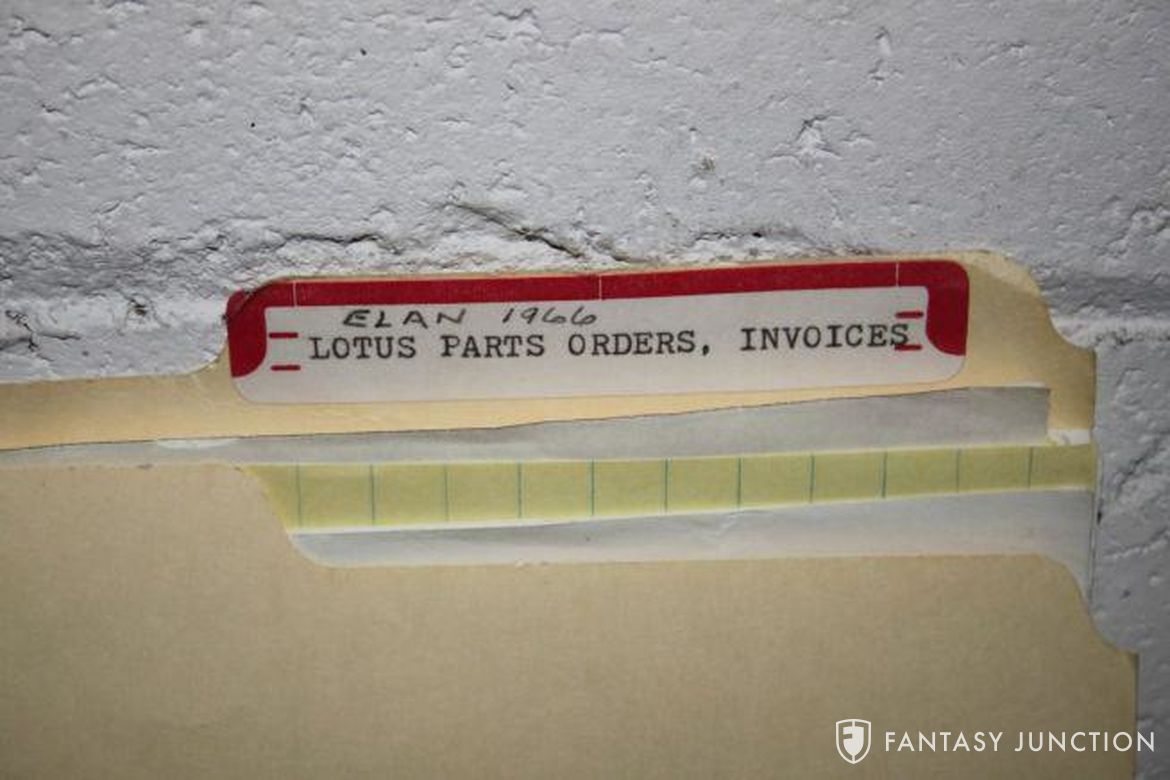 ELAN 1966
LOTUS PARTS ORDERS, INVOICES
FANTASY JUNCTION